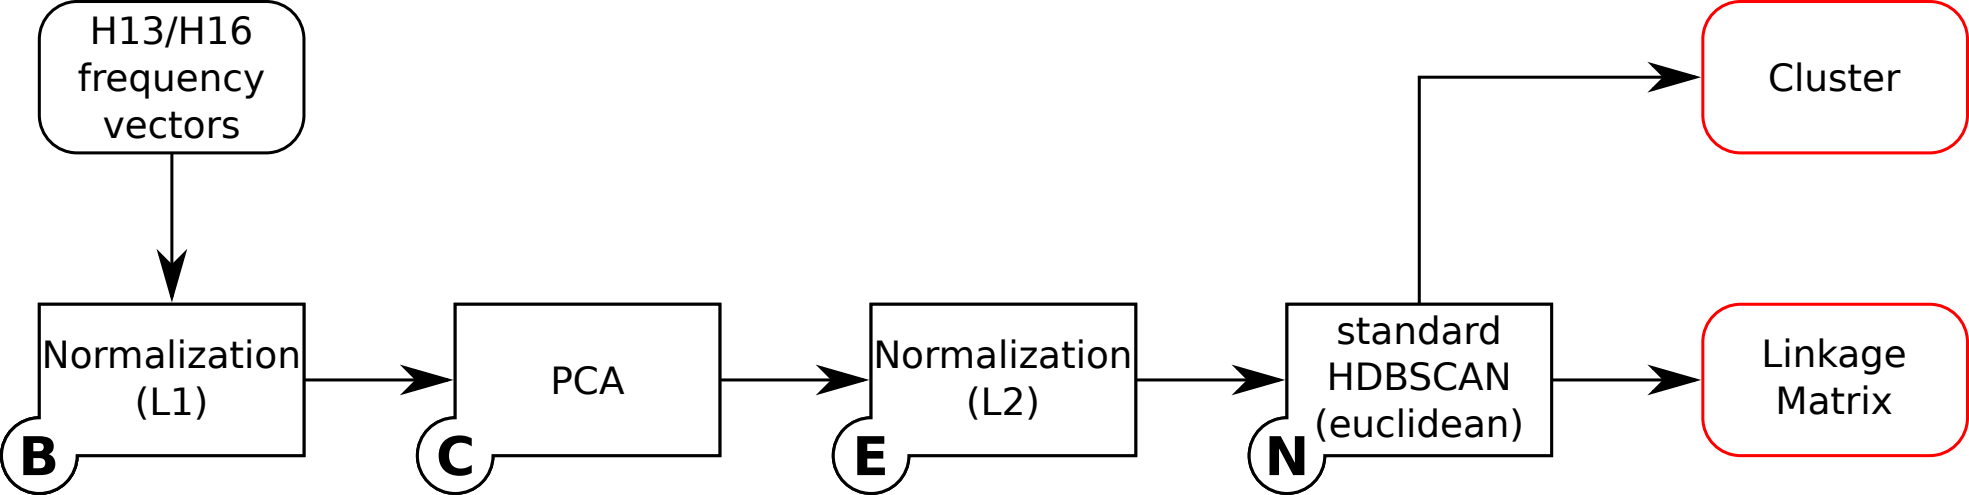 H13/H16
frequency
vectors
Cluster
Normalization
(L1)
B
PCA
C
Normalization
(L2)
E
standard
HDBSCAN
(euclidean)
N
Linkage
Matrix